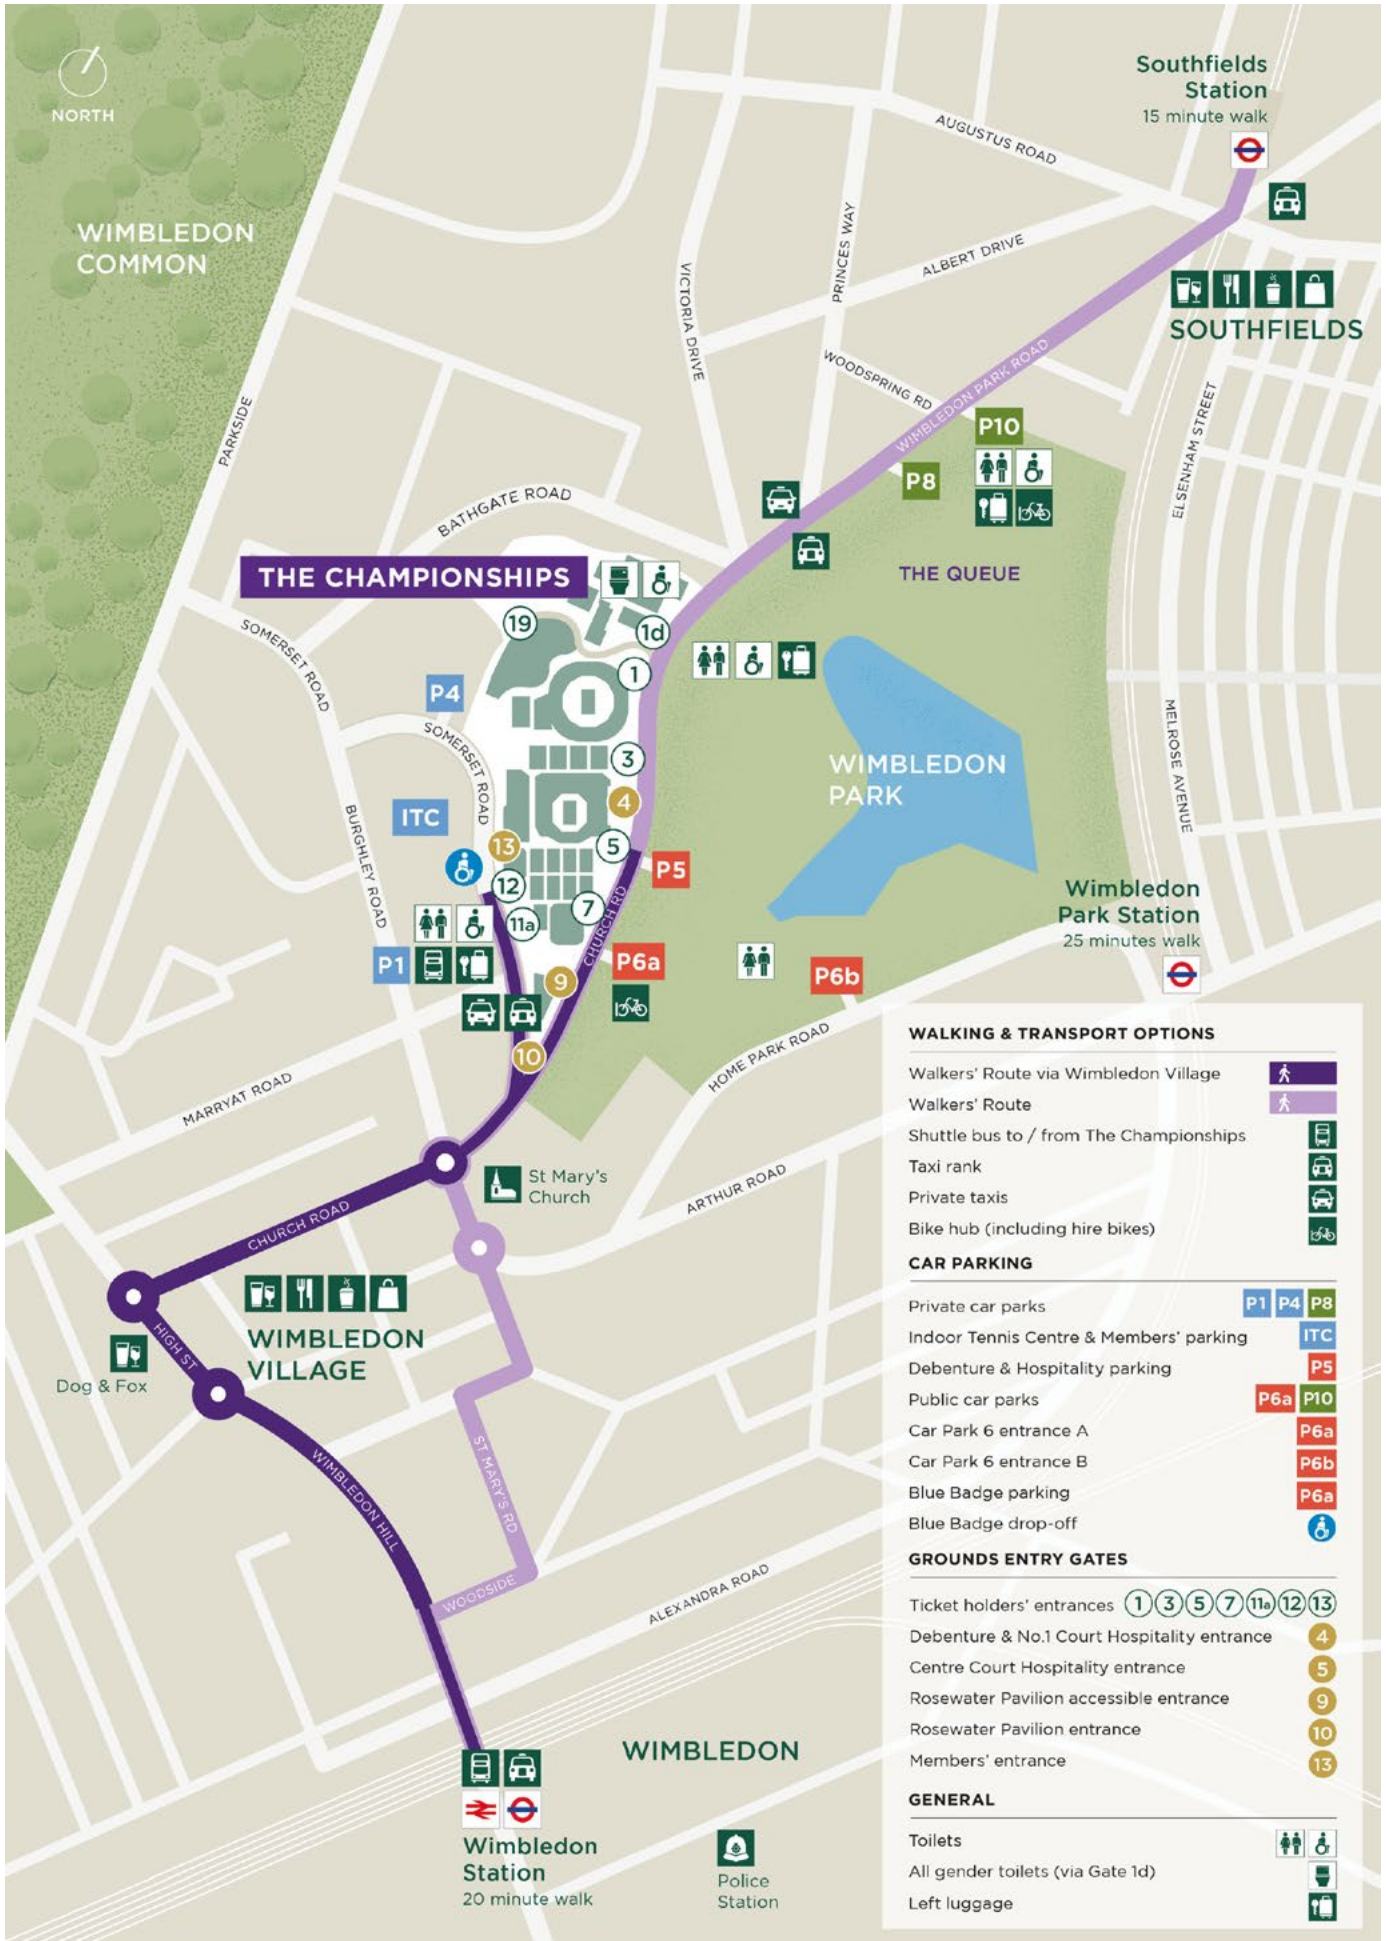 NORTH
WIMBLEDON
COMMON
Southfields
Station
15 minute walk
AUGUSTUS ROAD
PRINCES WAY
ALBERT DRIVE
VICTORIA DRIVE
SOUTHFIELDS
WOODSPRING RD
WIMBLEDON PARK ROAD
ELSENHAM STREET
PARKSIDE
P10
P8
BATHGATE ROAD
THE CHAMPIONSHIPS
THE QUEUE
19
1d
1
SOMERSET ROAD
P4
SOMERSET ROAD
3
4
WIMBLEDON
PARK
MELROSE AVENUE
ITC
BURGHLEY ROAD
13
5
12
P5
7
11a
CHURCH RD
Wimbledon
Park Station
25 minutes walk
P1
P6a
P6b
9
10
HOME PARK ROAD
MARRYAT ROAD
St Mary's
Church
ARTHUR ROAD
CHURCH ROAD
WIMBLEDON
VILLAGE
HIGH ST
Dog & Fox
WIMBLEDON HILL
ST MARY'S RD
WOODSIDE
ALEXANDRA ROAD
WIMBLEDON
Wimbledon
Station
20 minute walk
Police
Station
WALKING & TRANSPORT OPTIONS
Walkers' Route via Wimbledon Village
Walkers' Route
Shuttle bus to / from The Championships
Taxi rank
Private taxis
Bike hub (including hire bikes)
CAR PARKING
Private car parks P1 P4 P8
Indoor Tennis Centre & Members' parking ITC
Debenture & Hospitality parking P5
Public car parks P6a P10
Car Park 6 entrance A P6a
Car Park 6 entrance B P6b
Blue Badge parking P6a
Blue Badge drop-off
GROUNDS ENTRY GATES
Ticket holders' entrances 1 3 5 7 11a 12 13
Debenture & No.1 Court Hospitality entrance 4
Centre Court Hospitality entrance 5
Rosewater Pavilion accessible entrance 9
Rosewater Pavilion entrance 10
Members' entrance 13
GENERAL
Toilets
All gender toilets (via Gate 1d)
Left luggage